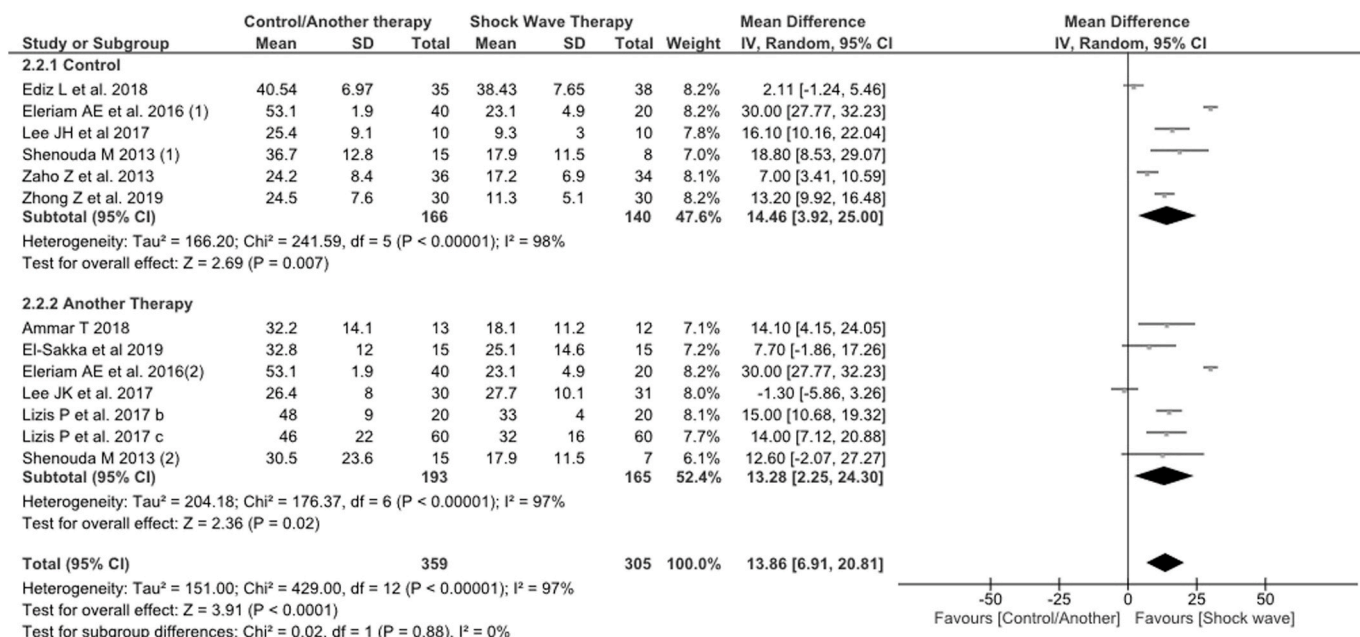 Control/Another therapy Shock Wave Therapy Mean Difference Mean Difference
Study or Subgroup Mean SD Total Mean SD Total Weight IV, Random, 95% CI IV, Random, 95% CI
2.2.1 Control
Ediz L et al. 2018 40.54 6.97 35 38.43 7.65 38 8.2% 2.11 [-1.24, 5.46]
Eleriam AE et al. 2016 (1) 53.1 1.9 40 23.1 4.9 20 8.2% 30.00 [27.77, 32.23]
Lee JH et al 2017 25.4 9.1 10 9.3 3 10 7.8% 16.10 [10.16, 22.04]
Shenouda M 2013 (1) 36.7 12.8 15 17.9 11.5 8 7.0% 18.80 [8.53, 29.07]
Zaho Z et al. 2013 24.2 8.4 36 17.2 6.9 34 8.1% 7.00 [3.41, 10.59]
Zhong Z et al. 2019 24.5 7.6 30 11.3 5.1 30 8.2% 13.20 [9.92, 16.48]
Subtotal (95% CI) 166 140 47.6% 14.46 [3.92, 25.00]
Heterogeneity: Tau² = 166.20; Chi² = 241.59, df = 5 (P < 0.00001); I² = 98%
Test for overall effect: Z = 2.69 (P = 0.007)
2.2.2 Another Therapy
Ammar T 2018 32.2 14.1 13 18.1 11.2 12 7.1% 14.10 [4.15, 24.05]
El-Sakka et al 2019 32.8 12 15 25.1 14.6 15 7.2% 7.70 [-1.86, 17.26]
Eleriam AE et al. 2016(2) 53.1 1.9 40 23.1 4.9 20 8.2% 30.00 [27.77, 32.23]
Lee JK et al. 2017 26.4 8 30 27.7 10.1 31 8.0% -1.30 [-5.86, 3.26]
Lizis P et al. 2017 b 48 9 20 33 4 20 8.1% 15.00 [10.68, 19.32]
Lizis P et al. 2017 c 46 22 60 32 16 60 7.7% 14.00 [7.12, 20.88]
Shenouda M 2013 (2) 30.5 23.6 15 17.9 11.5 7 6.1% 12.60 [-2.07, 27.27]
Subtotal (95% CI) 193 165 52.4% 13.28 [2.25, 24.30]
Heterogeneity: Tau² = 204.18; Chi² = 176.37, df = 6 (P < 0.00001); I² = 97%
Test for overall effect: Z = 2.36 (P = 0.02)
Total (95% CI) 359 305 100.0% 13.86 [6.91, 20.81]
Heterogeneity: Tau² = 151.00; Chi² = 429.00, df = 12 (P < 0.00001); I² = 97%
Test for overall effect: Z = 3.91 (P < 0.0001)
Test for subgroup differences: Chi² = 0.02, df = 1 (P = 0.88), I² = 0%
-50 -25 0 25 50
Favours [Control/Another] Favours [Shock wave]